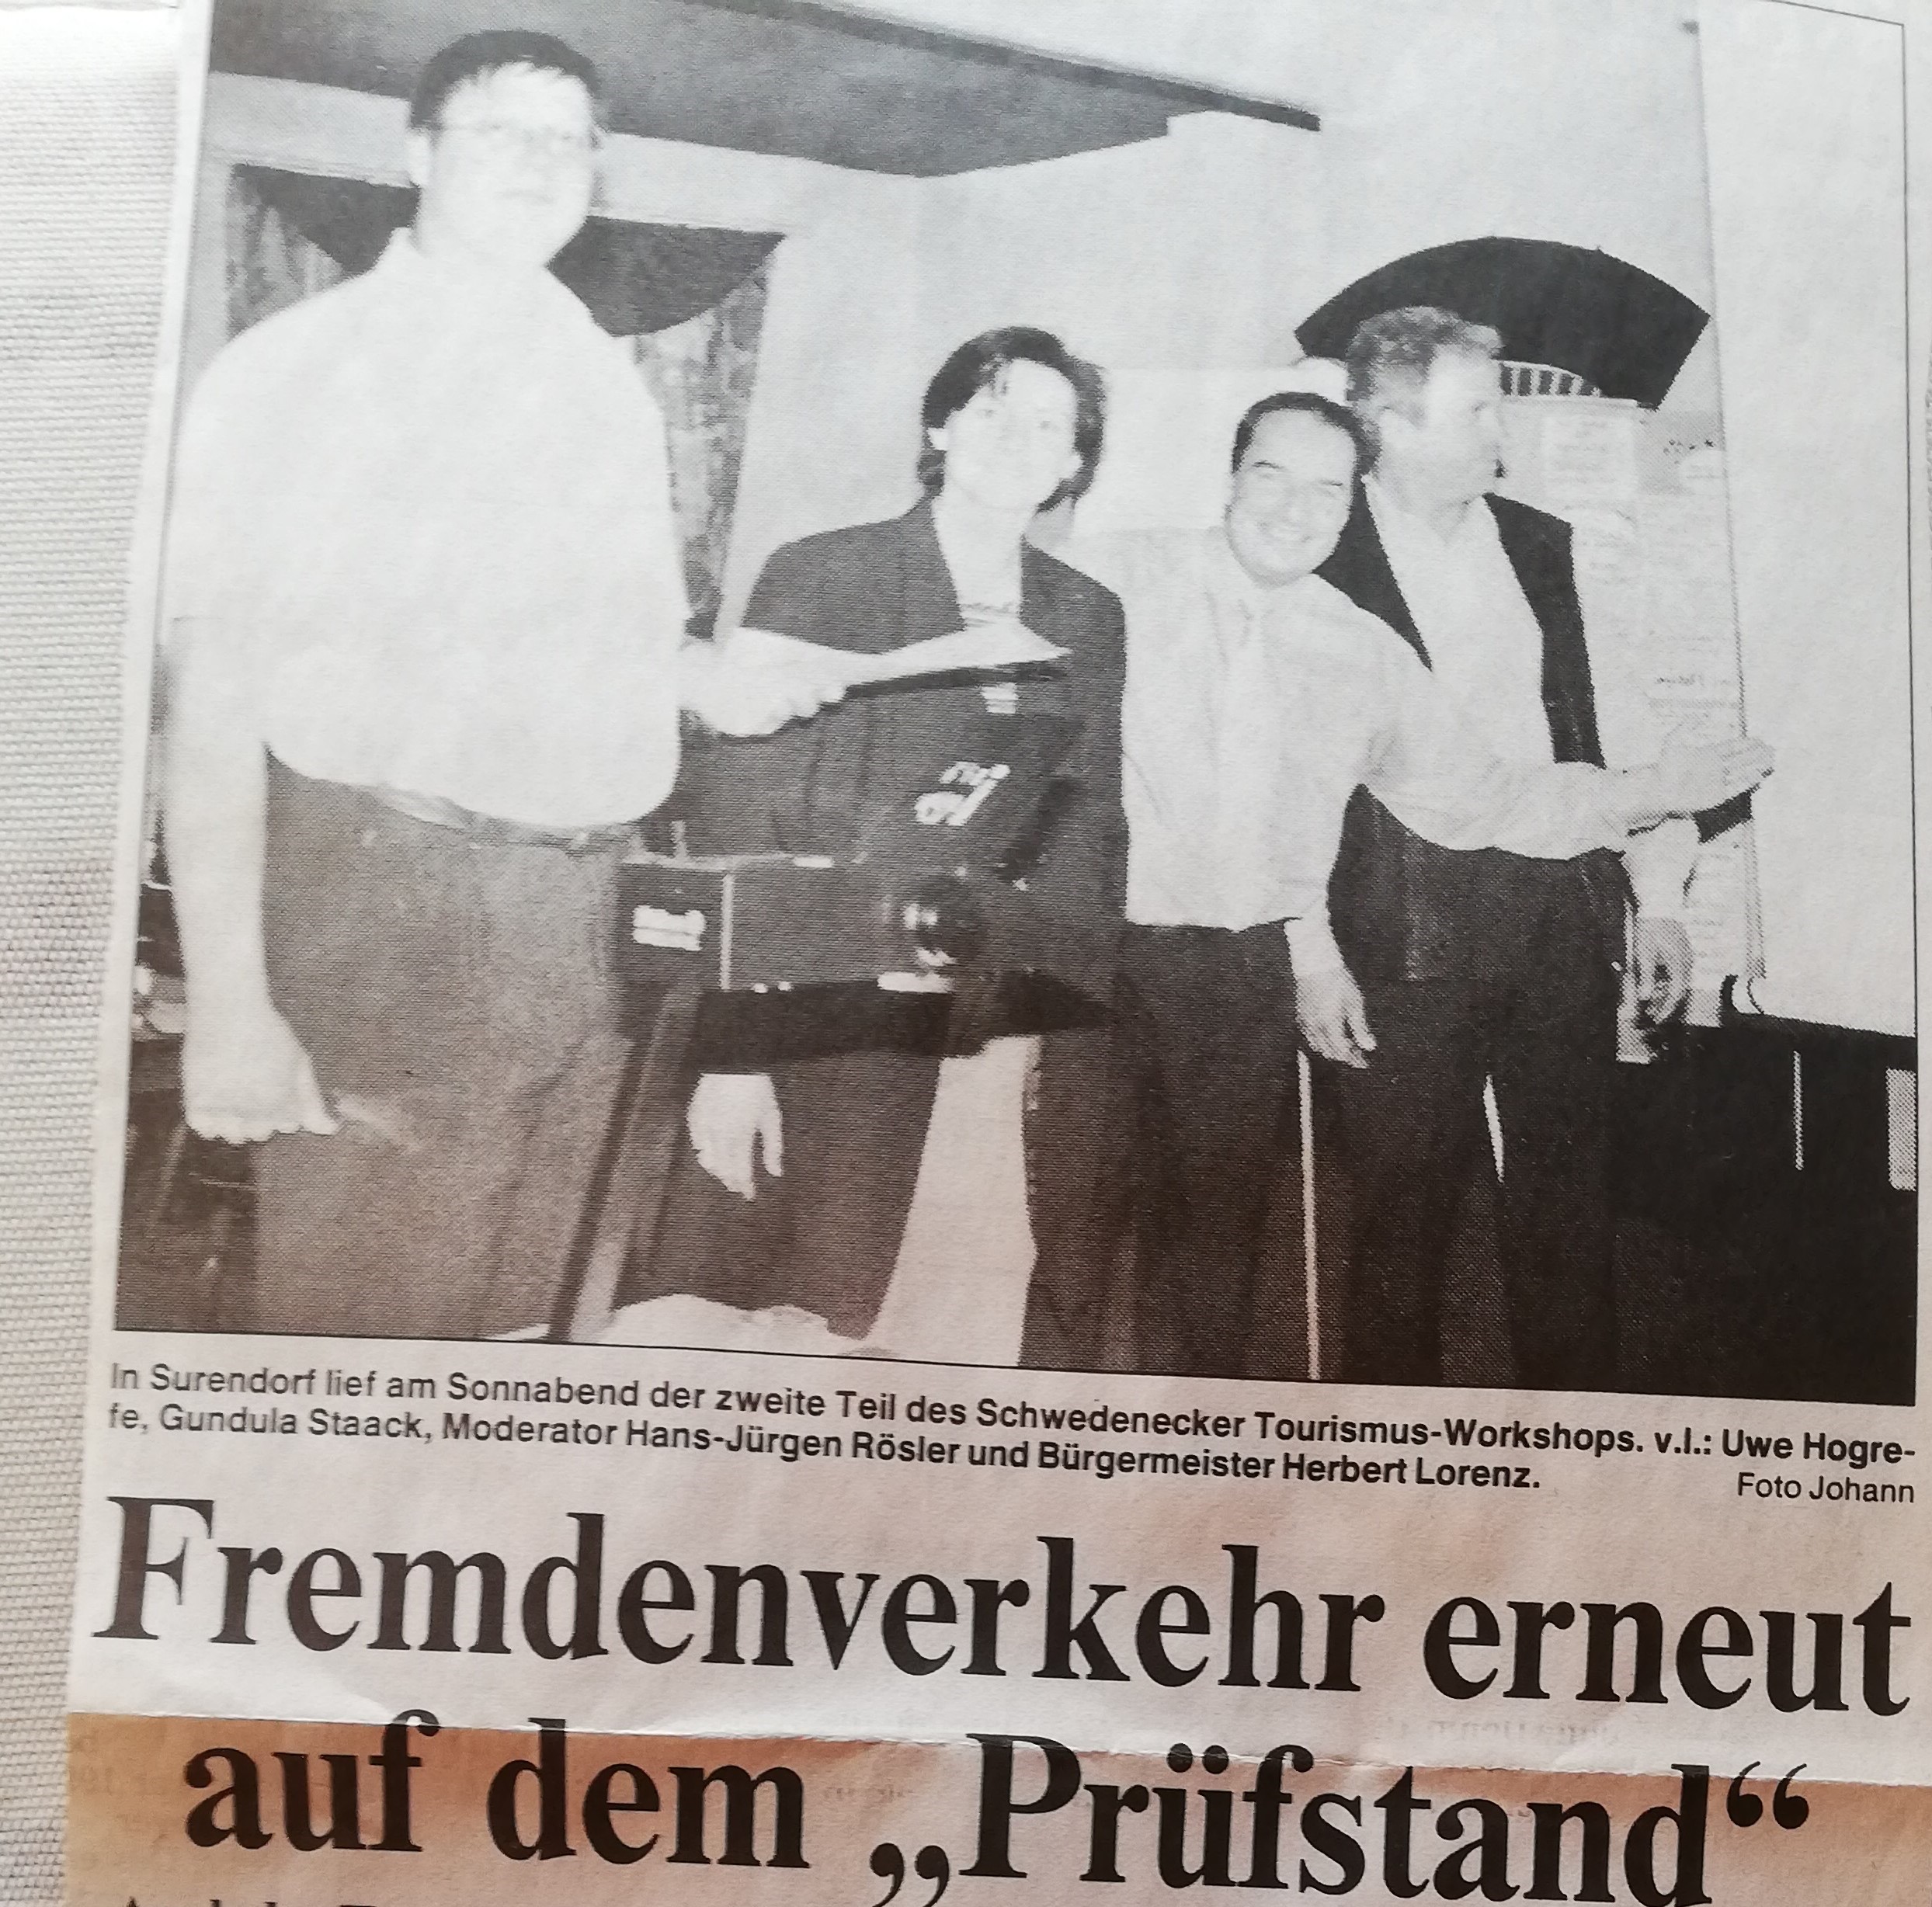 In Surendorf lief am Sonnabend der zweite Teil des Schwedenecker Tourismus-Workshops. v.l.: Uwe Hogre-
fe, Gundula Staack, Moderator Hans-Jürgen Rösler und Bürgermeister Herbert Lorenz.
Foto Johann
Fremdenverkehr erneut
auf dem „Prüfstand“